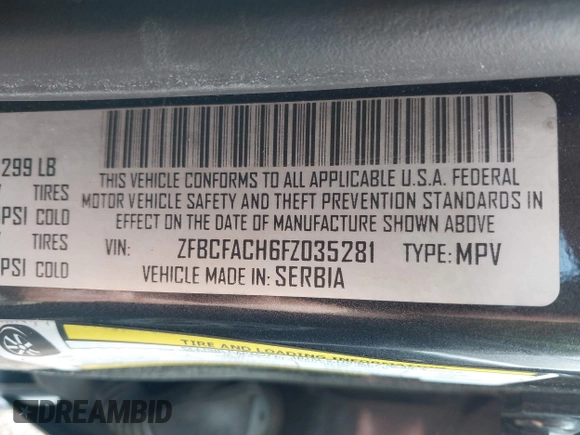 299 LB
THIS VEHICLE CONFORMS TO ALL APPLICABLE U.S.A. FEDERAL
TIRES
MOTOR VEHICLE SAFETY AND THEFT PREVENTION STANDARDS IN
PSI COLD
EFFECT ON THE DATE OF MANUFACTURE SHOWN ABOVE
TIRES
VIN: ZFBCFACH6FZ035281 TYPE: MPV
PSI COLD
VEHICLE MADE IN: SERBIA
TIRE AND LOADING INFORMATION
DREAMBID